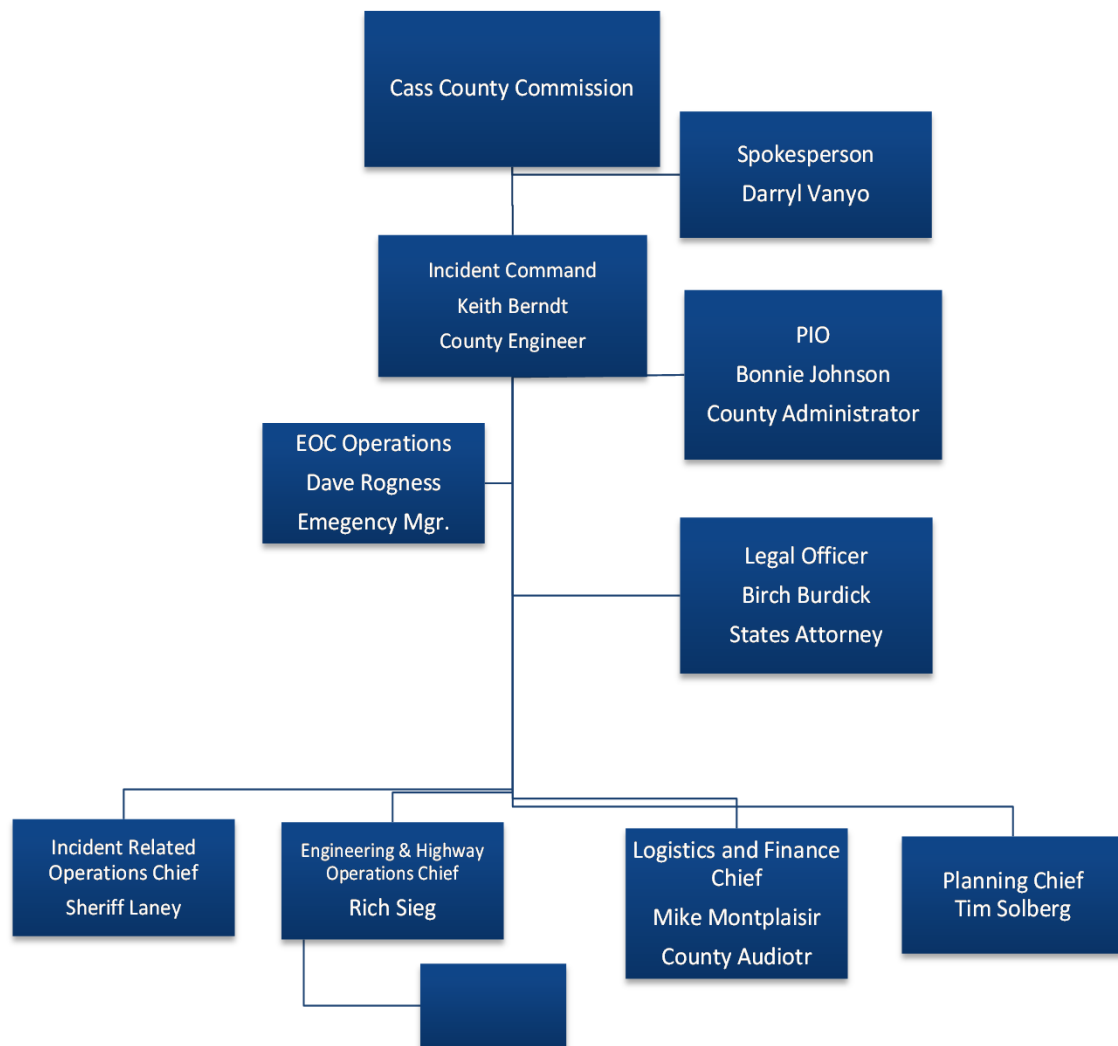 Cass County Commission
Spokesperson
Darryl Vanyo
Incident Command
Keith Berndt
County Engineer
PIO
Bonnie Johnson
County Administrator
EOC Operations
Dave Rogness
Emegency Mgr.
Legal Officer
Birch Burdick
States Attorney
Incident Related
Operations Chief
Sheriff Laney
Engineering & Highway
Operations Chief
Rich Sieg
Logistics and Finance
Chief
Mike Montplaisir
County Audiotr
Planning Chief
Tim Solberg